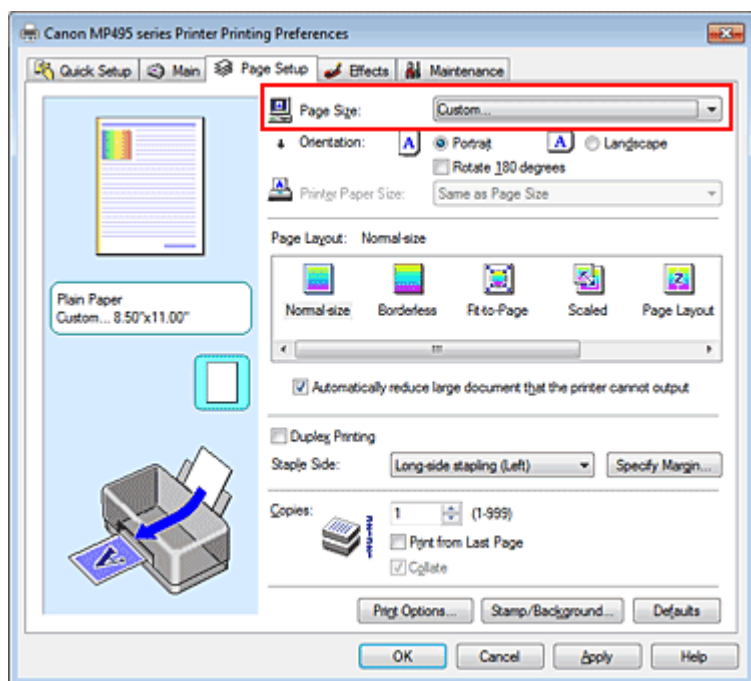 Canon MP495 series Printer Printing Preferences
Quick Setup Main Page Setup Effects Maintenance
Page Size: Custom...
Orientation: A Portrait A Landscape
Rotate 180 degrees
Printer Paper Size: Same as Page Size
Page Layout: Normal-size
Normal-size Borderless Fit-to-Page Scaled Page Layout
Plain Paper
Custom... 8.50"x11.00"
Automatically reduce large document that the printer cannot output
Duplex Printing
Staple Side: Long-side stapling (Left) Specify Margin...
Copies: 1 (1-999)
Print from Last Page
Collate
Print Options... Stamp/Background... Defaults
OK Cancel Apply Help